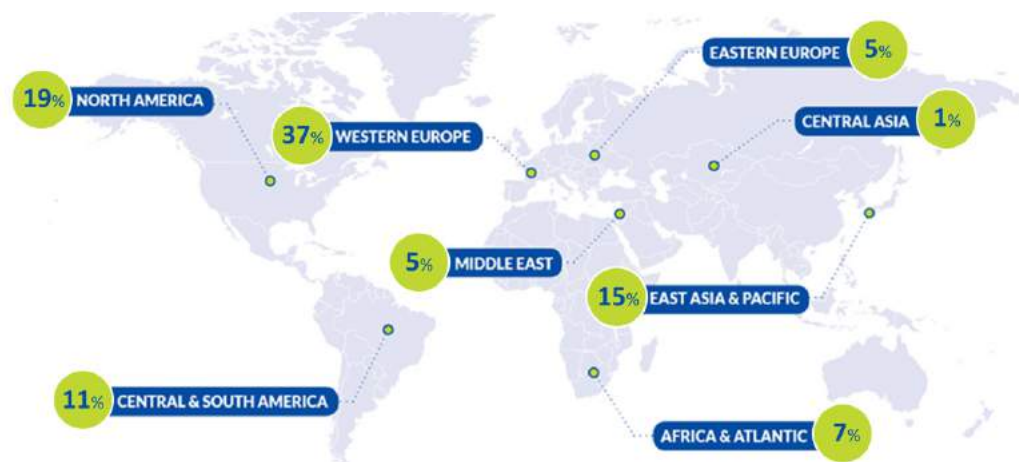 EASTERN EUROPE 5%
19% NORTH AMERICA
CENTRAL ASIA 1%
37% WESTERN EUROPE
5% MIDDLE EAST
15% EAST ASIA & PACIFIC
11% CENTRAL & SOUTH AMERICA
AFRICA & ATLANTIC 7%